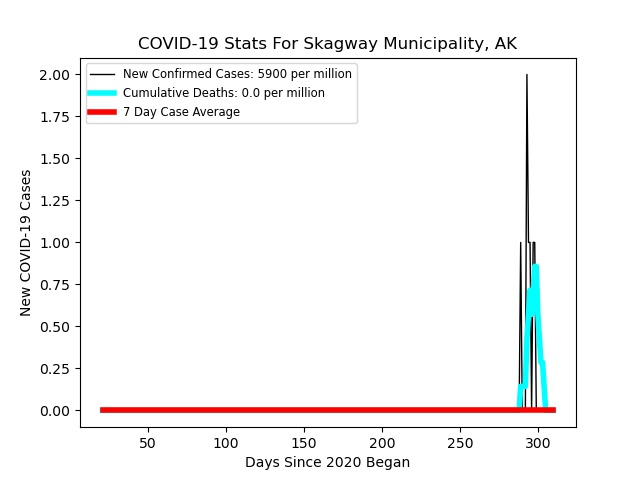 COVID-19 Stats For Skagway Municipality, AK
New Confirmed Cases: 5900 per million
Cumulative Deaths: 0.0 per million
7 Day Case Average
New COVID-19 Cases
2.00
1.75
1.50
1.25
1.00
0.75
0.50
0.25
0.00
50
100
150
200
250
300
Days Since 2020 Began